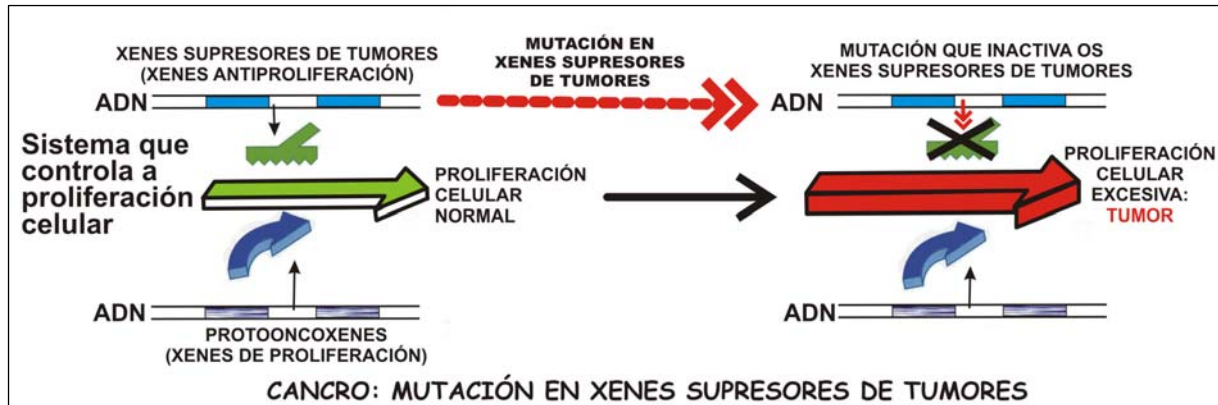 XENES SUPRESORES DE TUMORES
(XENES ANTIPROLIFERACIÓN)
ADN
MUTACIÓN EN
XENES SUPRESORES
DE TUMORES
MUTACIÓN QUE INACTIVA OS
XENES SUPRESORES DE TUMORES
ADN
Sistema que
controla a
proliferación
celular
PROLIFERACIÓN
CELULAR
NORMAL
PROLIFERACIÓN
CELULAR
EXCESIVA:
TUMOR
ADN
PROTOONCOXENES
(XENES DE PROLIFERACIÓN)
ADN
CANCRO: MUTACIÓN EN XENES SUPRESORES DE TUMORES